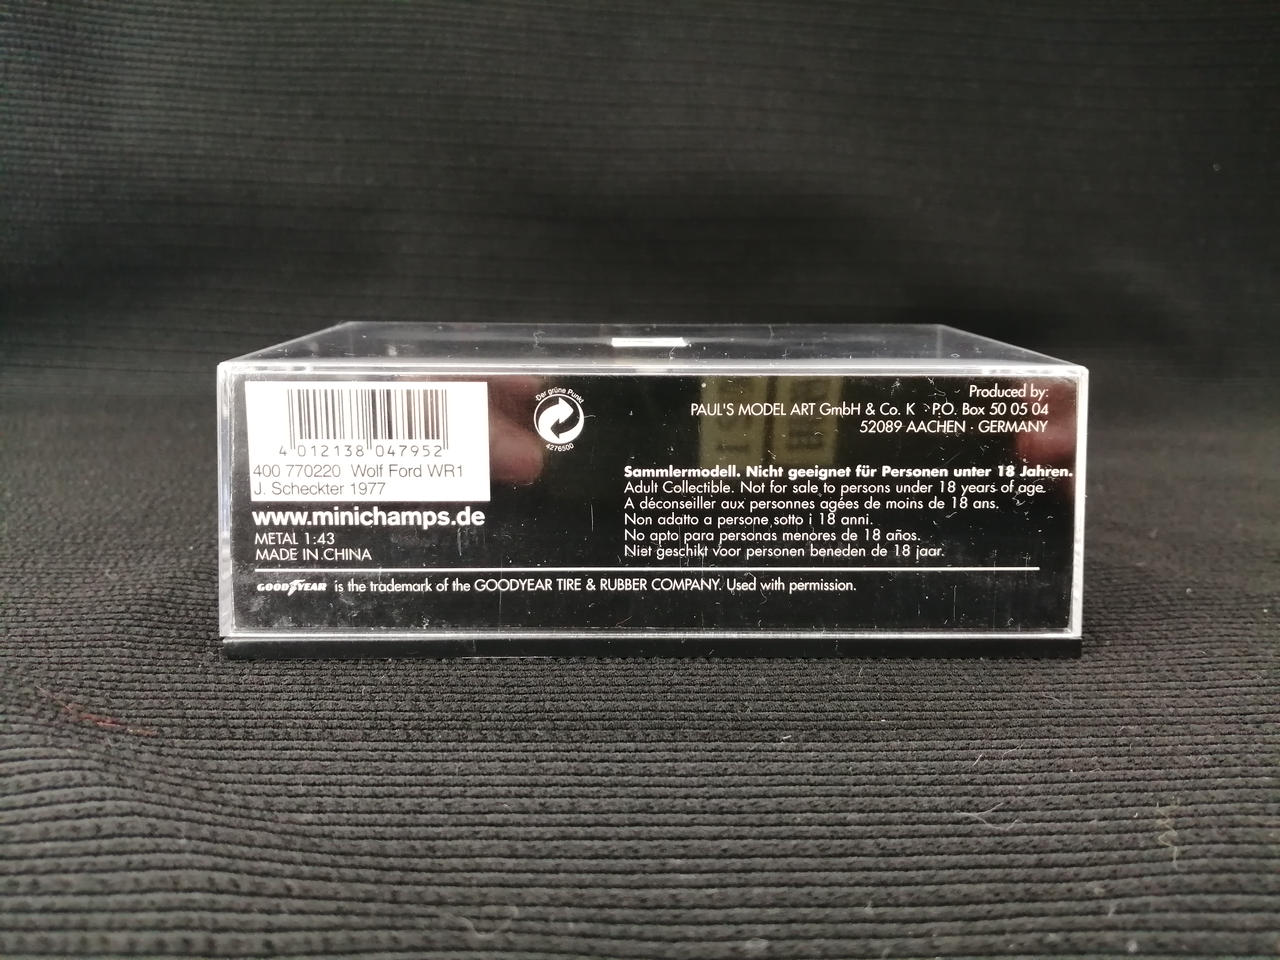 4 012138 047952
400 770220 Wolf Ford WR1
J. Scheckter 1977
www.minichamps.de
METAL 1:43
MADE IN CHINA
Der grüne Punkt
4276500
Produced by:
PAUL'S MODEL ART GmbH & Co. K · P.O. Box 50 05 04
52089 AACHEN · GERMANY
Sammlermodell. Nicht geeignet für Personen unter 18 Jahren.
Adult Collectible. Not for sale to persons under 18 years of age.
A déconseiller aux personnes agées de moins de 18 ans.
Non adatto a persone sotto i 18 anni.
No apto para personas menores de 18 años.
Niet geschikt voor personen beneden de 18 jaar.
GOODYEAR is the trademark of the GOODYEAR TIRE & RUBBER COMPANY. Used with permission.